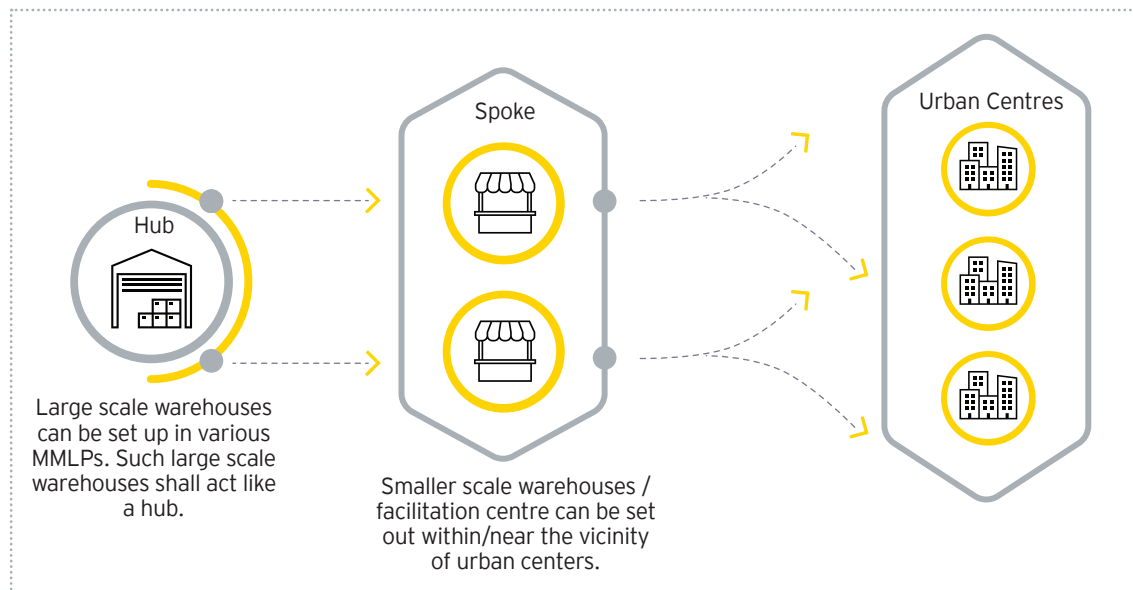 Hub
Large scale warehouses
can be set up in various
MMLPs. Such large scale
warehouses shall act like
a hub.
Spoke
Smaller scale warehouses /
facilitation centre can be set
out within/near the vicinity
of urban centers.
Urban Centres